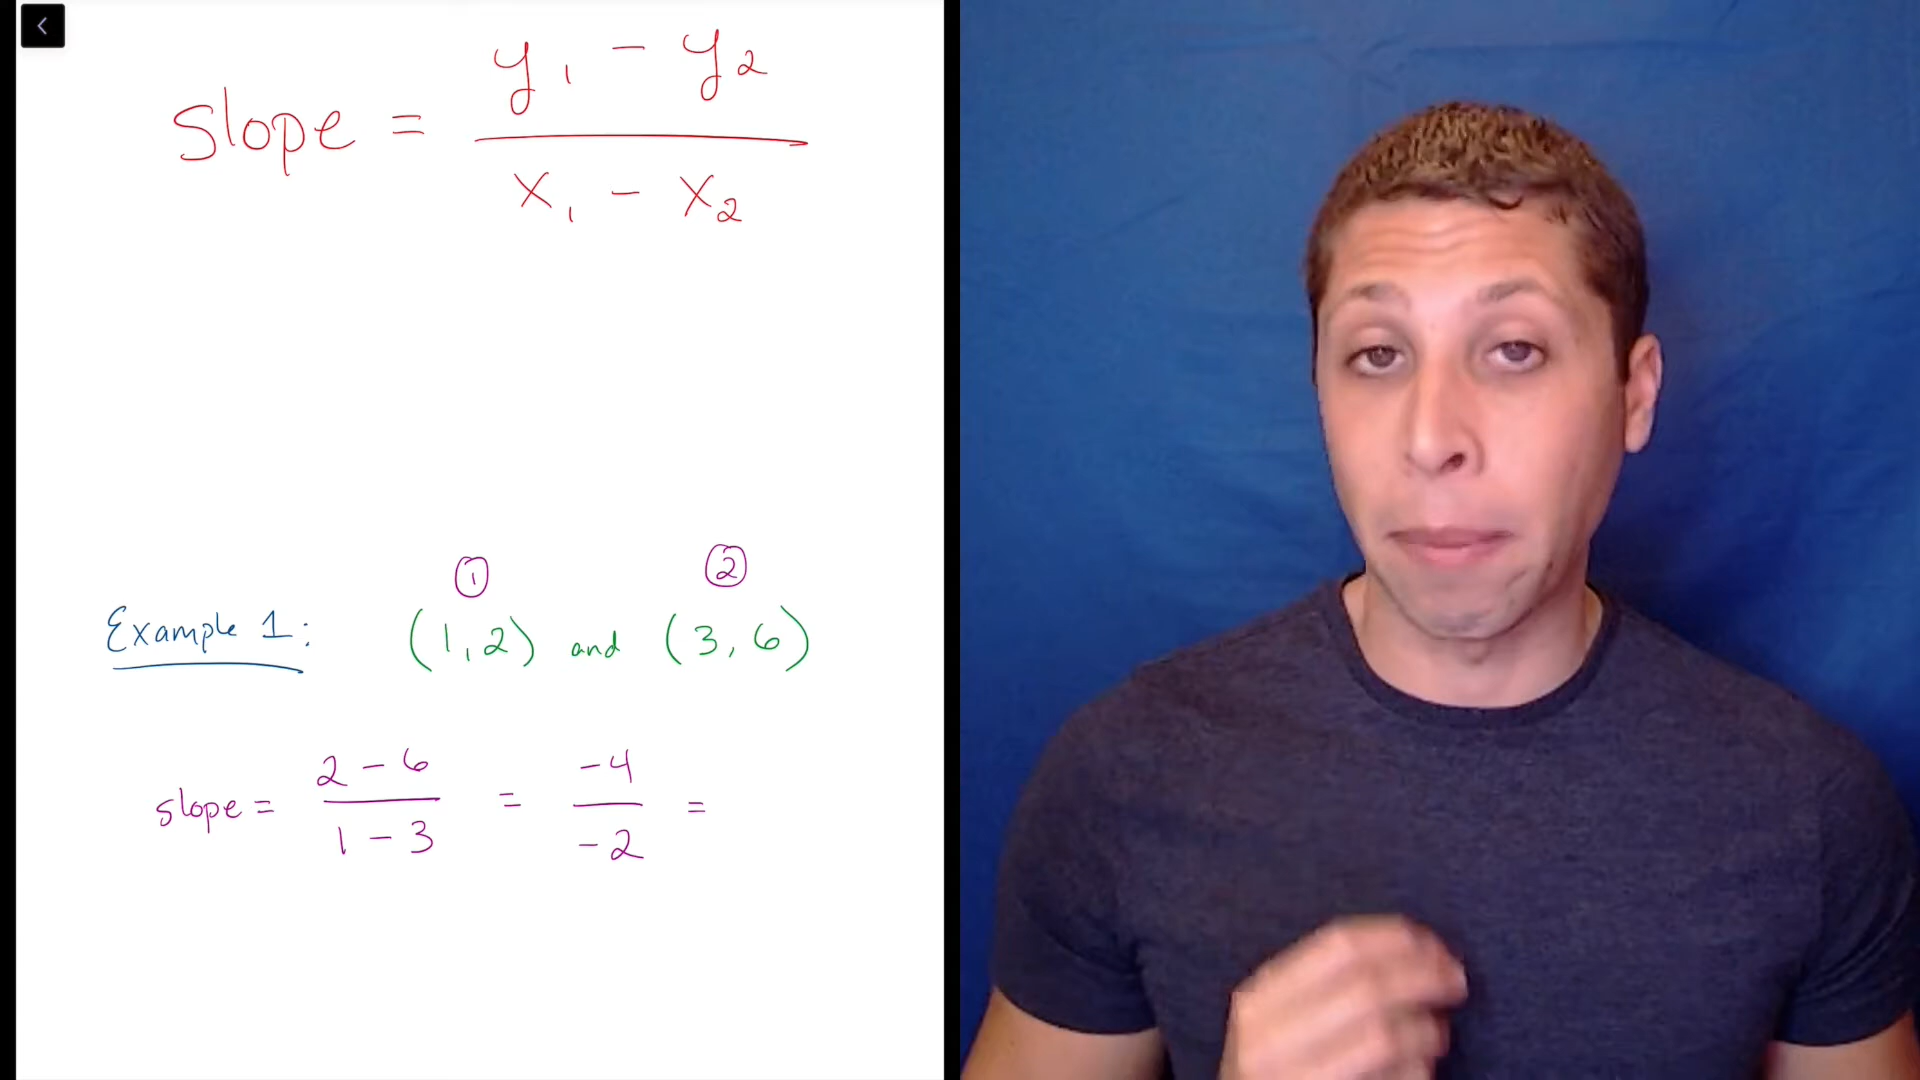 slope = y₁ - y₂ / x₁ - x₂
① ②
Example 1: (1,2) and (3,6)
slope = 2 - 6 / 1 - 3 = -4 / -2 =